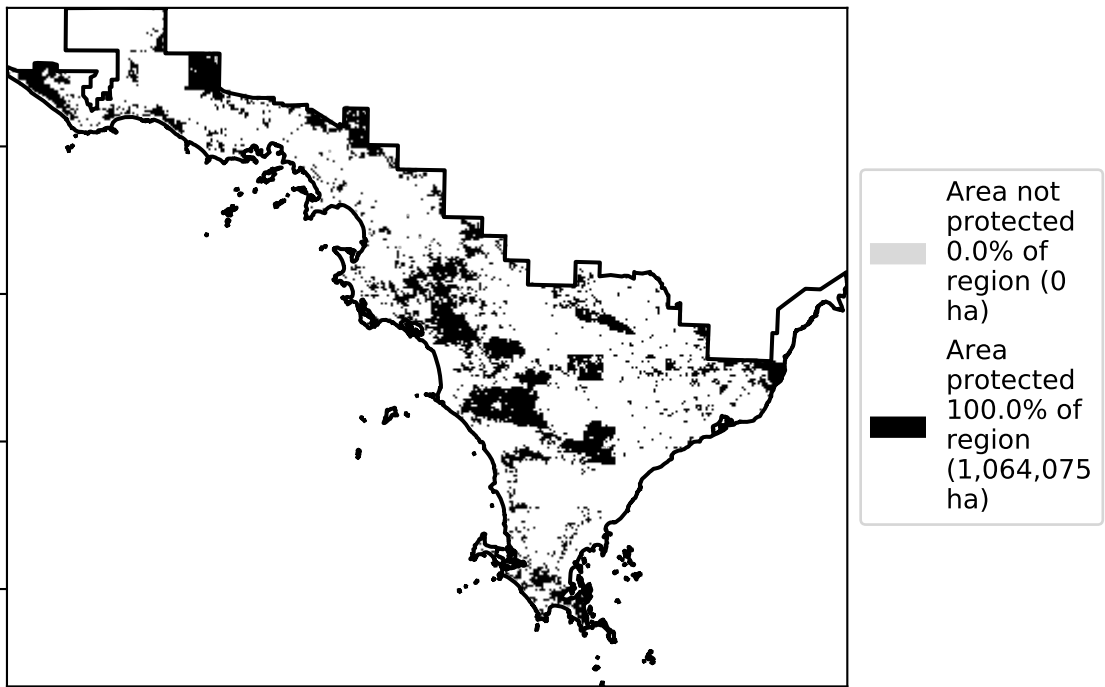 Area not
protected
0.0% of
region (0
ha)
Area
protected
100.0% of
region
(1,064,075
ha)